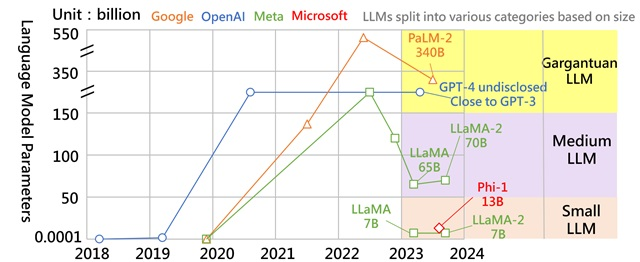 Unit : billion Google OpenAI Meta Microsoft LLMs split into various categories based on size
Language Model Parameters
550
350
150
100
50
0.0001
2018 2019 2020 2021 2022 2023 2024
PaLM-2
340B
GPT-4 undisclosed
Close to GPT-3
LLaMA-2
70B
LLaMA
65B
Phi-1
13B
LLaMA
7B
LLaMA-2
7B
Gargantuan
LLM
Medium
LLM
Small
LLM